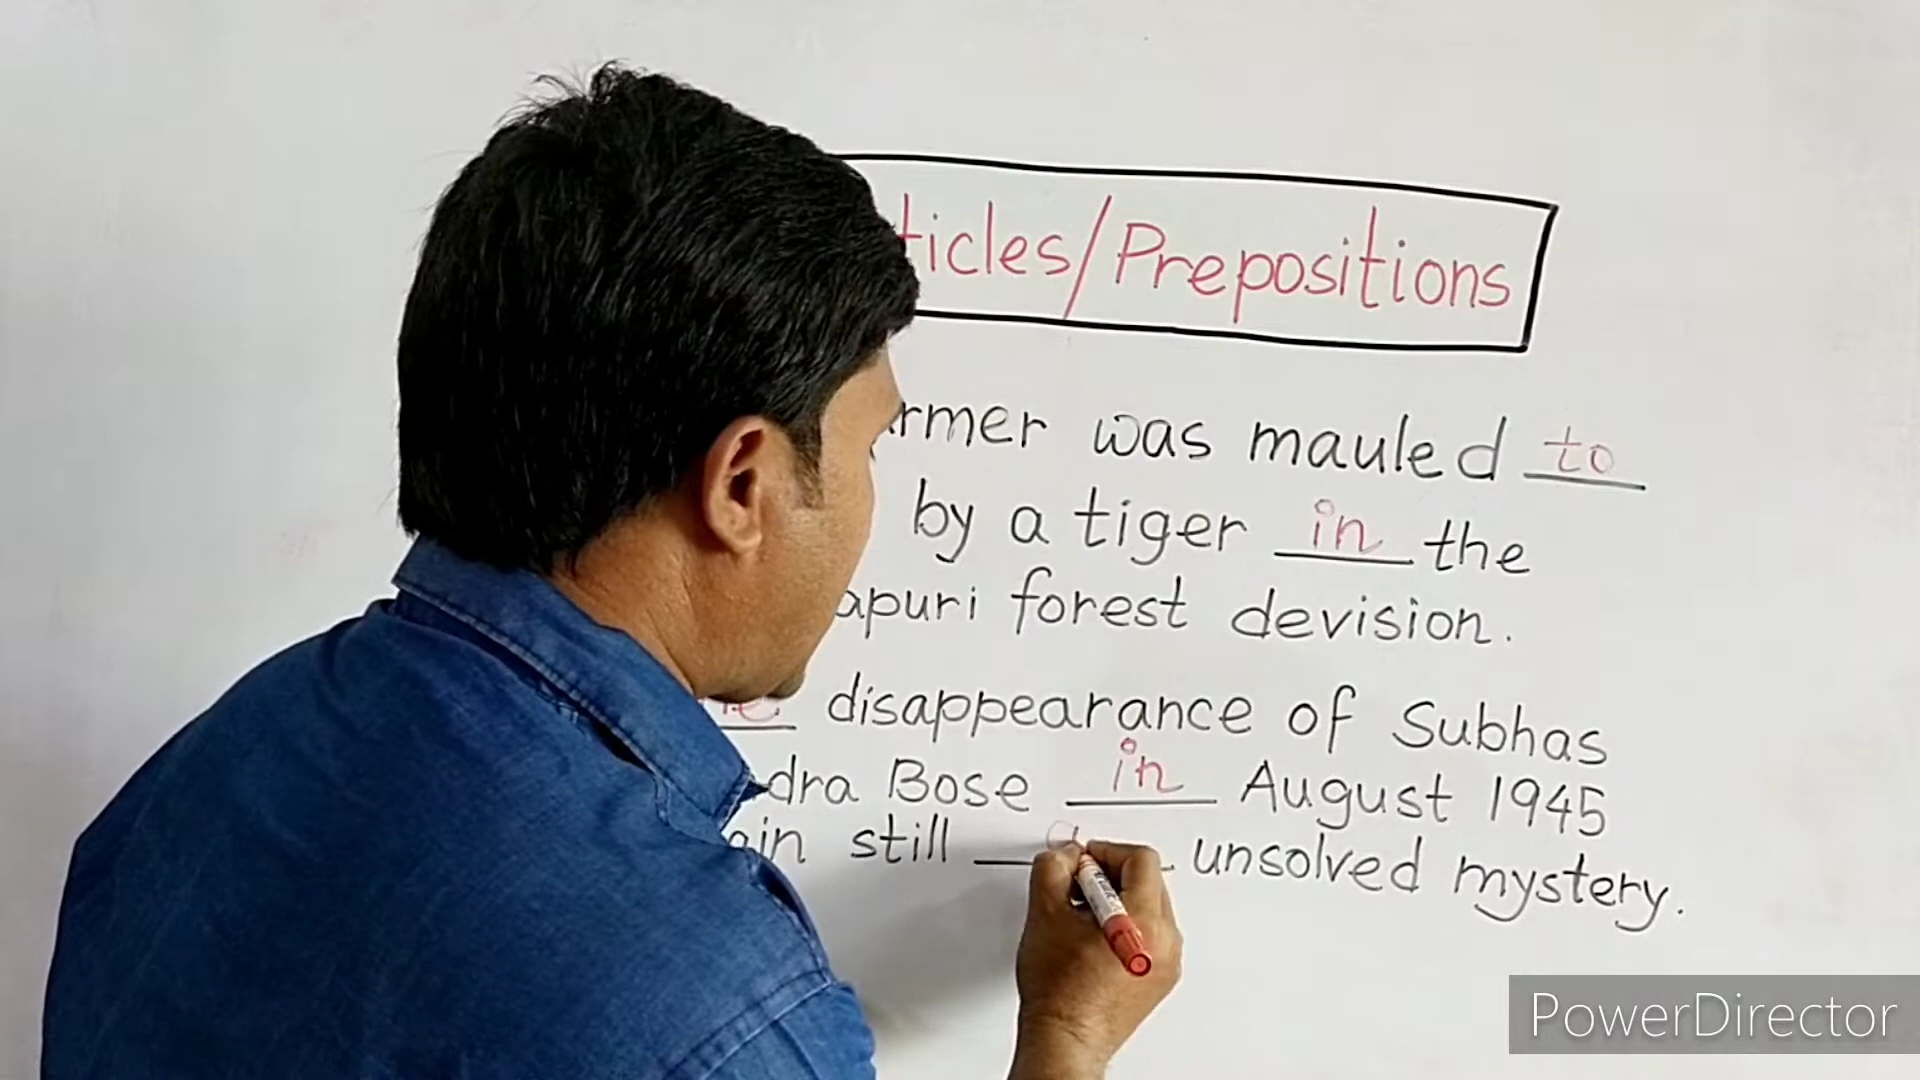 ticles/Prepositions
rmer was mauled to
by a tiger in the
apuri forest devision.
disappearance of Subhas
dra Bose in August 1945
ain still unsolved mystery.
PowerDirector